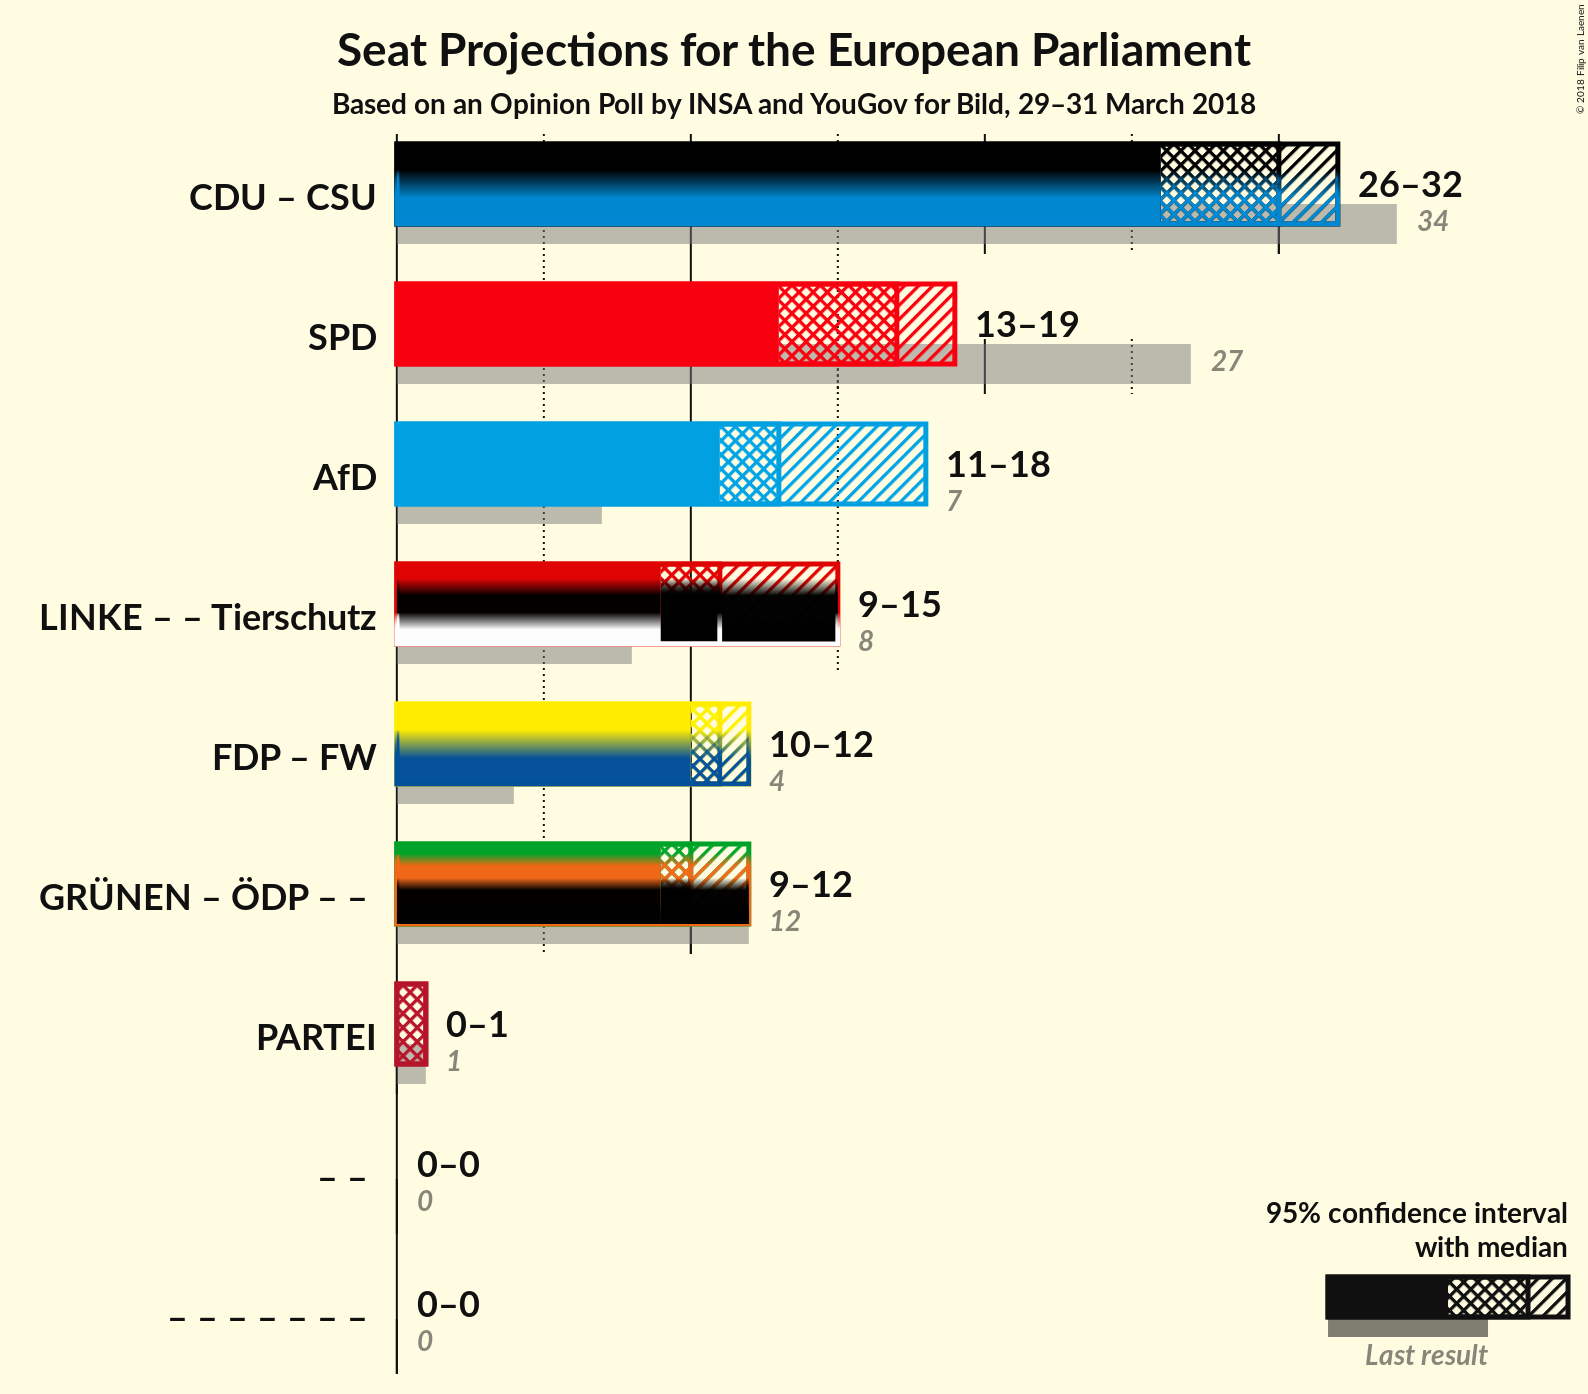 Seat Projections for the European Parliament
Based on an Opinion Poll by INSA and YouGov for Bild, 29–31 March 2018
© 2018 Filip van Laenen
CDU – CSU
26–32
34
SPD
13–19
27
AfD
11–18
7
LINKE – – Tierschutz
9–15
8
FDP – FW
10–12
4
GRÜNEN – ÖDP – –
9–12
12
PARTEI
0–1
1
– –
0–0
0
– – – – – – –
0–0
0
95% confidence interval
with median
Last result